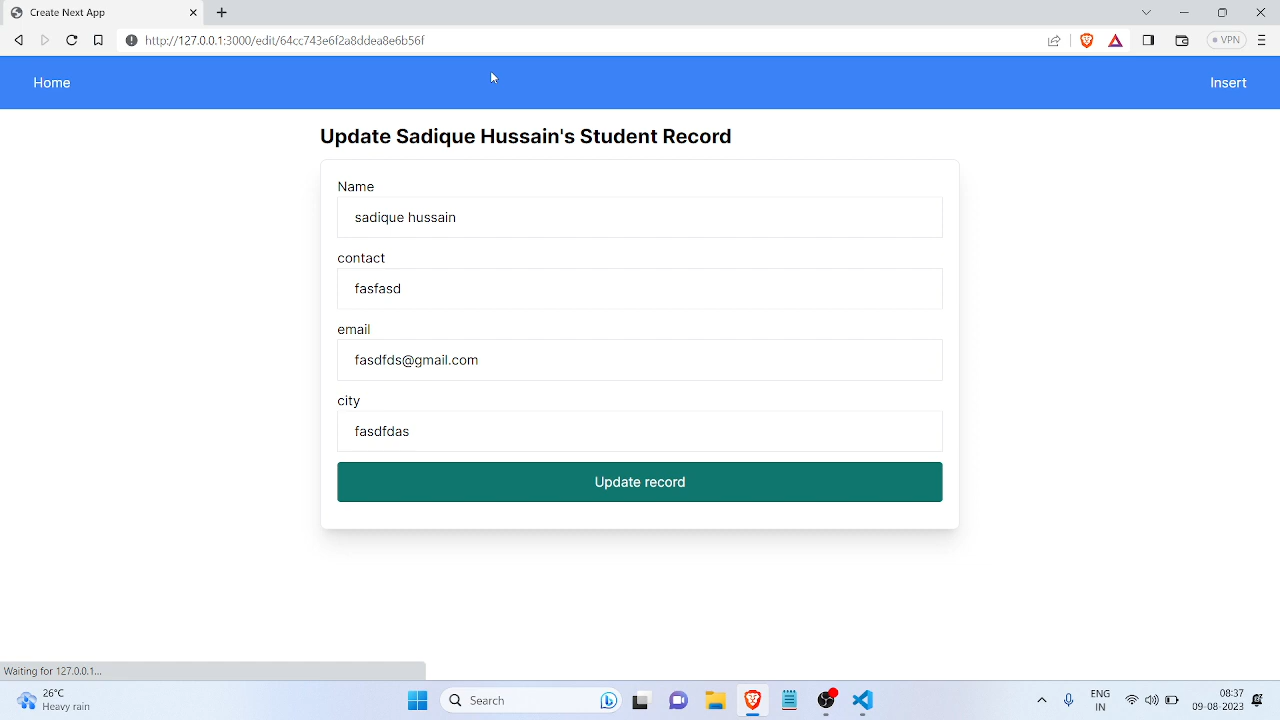 Create Next App
http://127.0.0.1:3000/edit/64cc743e6f2a8ddea8e6b56f
VPN
Home
Insert
Update Sadique Hussain's Student Record
Name
sadique hussain
contact
fasfasd
email
fasdfds@gmail.com
city
fasdfdas
Update record
Waiting for 127.0.0.1...
26°C
Heavy rain
Search
ENG
IN
08:37
09-08-2023